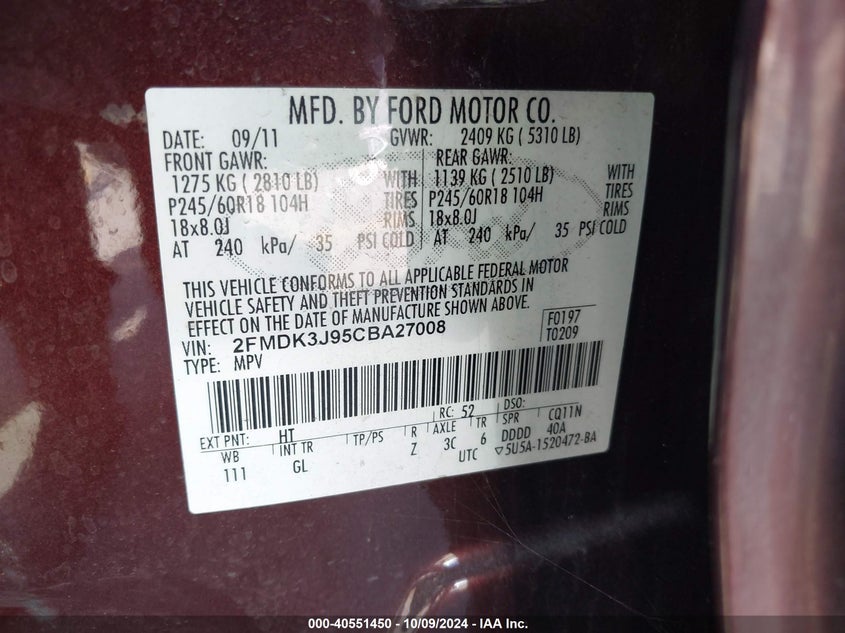 MFD. BY FORD MOTOR CO.
DATE: 09/11 GVWR: 2409 KG ( 5310 LB)
FRONT GAWR: REAR GAWR:
1275 KG ( 2810 LB) WITH 1139 KG ( 2510 LB) WITH
P245/60R18 104H TIRES P245/60R18 104H TIRES
18x8.0J RIMS 18x8.0J RIMS
AT 240 kPa/ 35 PSI COLD AT 240 kPa/ 35 PSI COLD
THIS VEHICLE CONFORMS TO ALL APPLICABLE FEDERAL MOTOR
VEHICLE SAFETY AND THEFT PREVENTION STANDARDS IN
EFFECT ON THE DATE OF MANUFACTURE SHOWN ABOVE.
VIN: 2FMDK3J95CBA27008 F0197
TYPE: MPV T0209
RC: 52 DSO:
EXT PNT: HT CQ11N
WB INT TR TP/PS R AXLE TR SPR 40A
111 GL Z 3C 6 DDDD
UTC ▽5U5A-1520472-BA
000-40551450 - 10/09/2024 - IAA Inc.